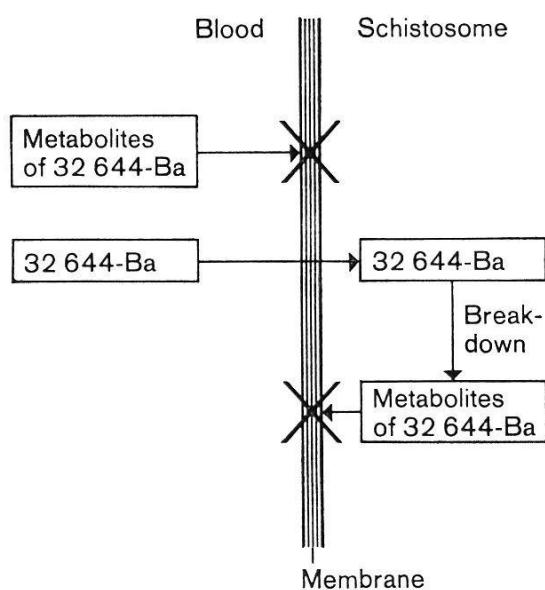 Blood
Schistosome
Metabolites
of 32 644-Ba
32 644-Ba
32 644-Ba
Break-
down
Metabolites
of 32 644-Ba
Membrane